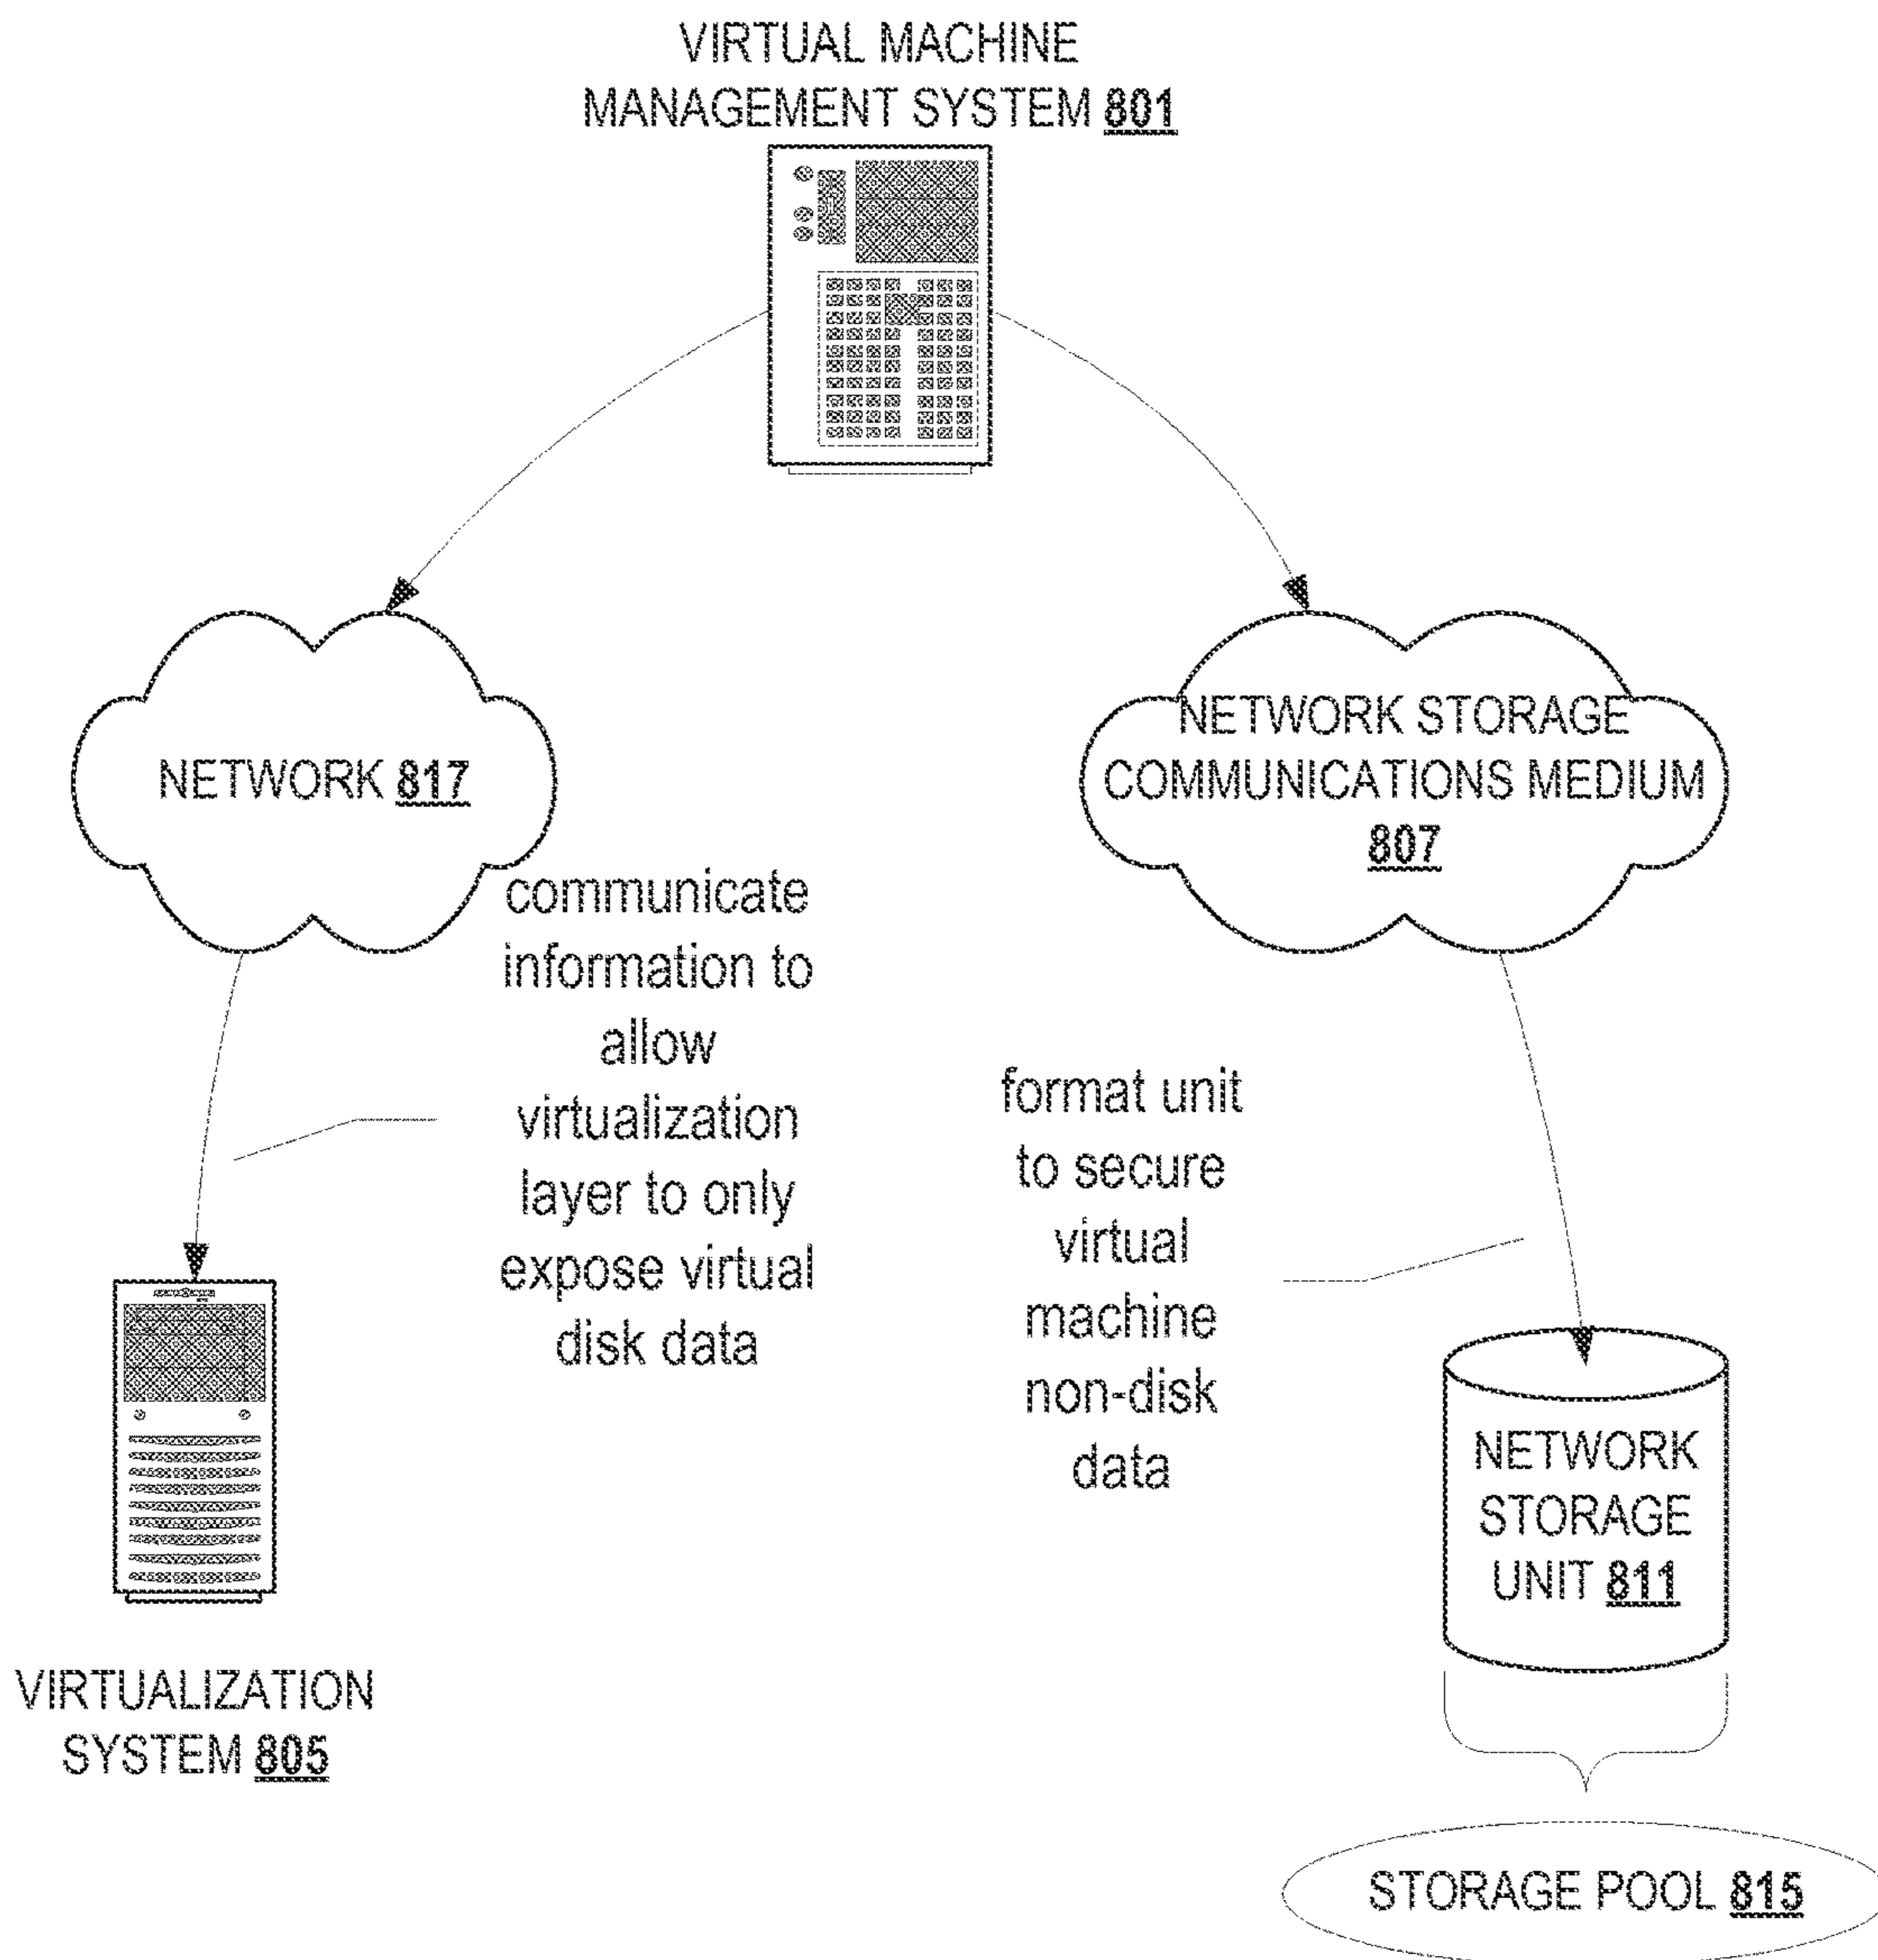 VIRTUAL MACHINE
MANAGEMENT SYSTEM 801
NETWORK 817
NETWORK STORAGE
COMMUNICATIONS MEDIUM
807
communicate
information to
allow
virtualization
layer to only
expose virtual
disk data
format unit
to secure
virtual
machine
non-disk
data
NETWORK
STORAGE
UNIT 811
VIRTUALIZATION
SYSTEM 805
STORAGE POOL 815